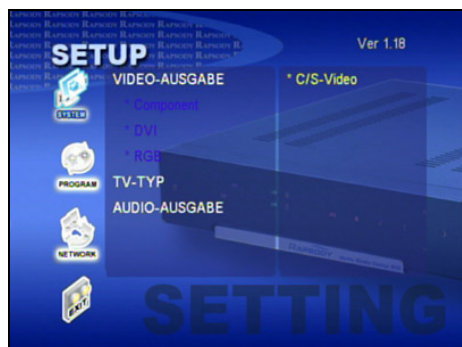 SETUP
Ver 1.18
VIDEO-AUSGABE
* C/S-Video
* Component
* DVI
* RGB
TV-TYP
AUDIO-AUSGABE
SYSTEM
PROGRAM
NETWORK
EXIT
RAPSODY
SETTING